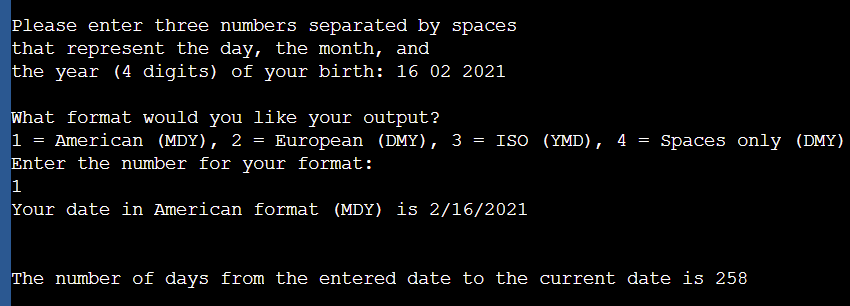 Please enter three numbers separated by spaces
that represent the day, the month, and
the year (4 digits) of your birth: 16 02 2021
What format would you like your output?
1 = American (MDY), 2 = European (DMY), 3 = ISO (YMD), 4 = Spaces only (DMY)
Enter the number for your format:
1
Your date in American format (MDY) is 2/16/2021
The number of days from the entered date to the current date is 258